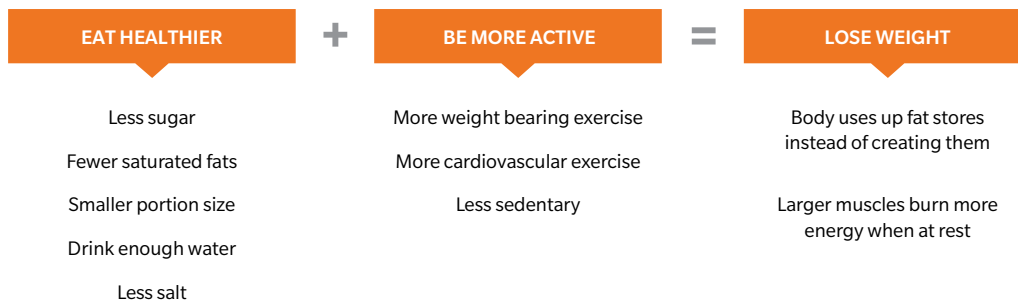 EAT HEALTHIER + BE MORE ACTIVE = LOSE WEIGHT
Less sugar
Fewer saturated fats
Smaller portion size
Drink enough water
Less salt
More weight bearing exercise
More cardiovascular exercise
Less sedentary
Body uses up fat stores
instead of creating them
Larger muscles burn more
energy when at rest